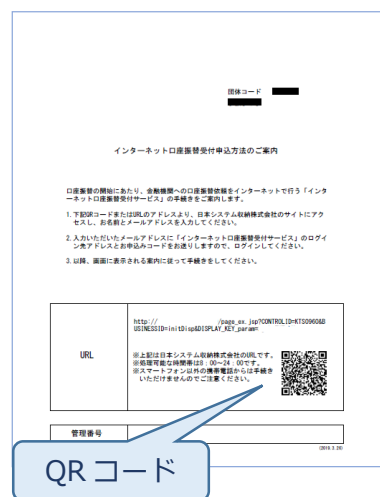 団体コード
インターネット口座振替受付申込方法のご案内
口座振替の開始にあたり、金融機関への口座振替依頼をインターネットで行う「インタ
ーネット口座振替受付サービス」の手続きをご案内します。
1. 下記QRコードまたはURLのアドレスより、日本システム収納株式会社のサイトにアク
セスし、お名前とメールアドレスを入力してください。
2. 入力いただいたメールアドレスに「インターネット口座振替受付サービス」のログイ
ン先アドレスとお申込みコードをお送りしますので、ログインしてください。
3. 以降、画面に表示される案内に従って手続きをしてください。
URL
http:// /page_ex.jsp?CONTROLID=KTS0960&B
USINESSID=initDisp&DISPLAY_KEY_param=
※上記は日本システム収納株式会社のURLです。
※処理可能な時間帯は8:00～24:00です。
※スマートフォン以外の携帯電話からは手続き
いただけませんのでご注意ください。
管理番号
(2019.3.20)
QRコード